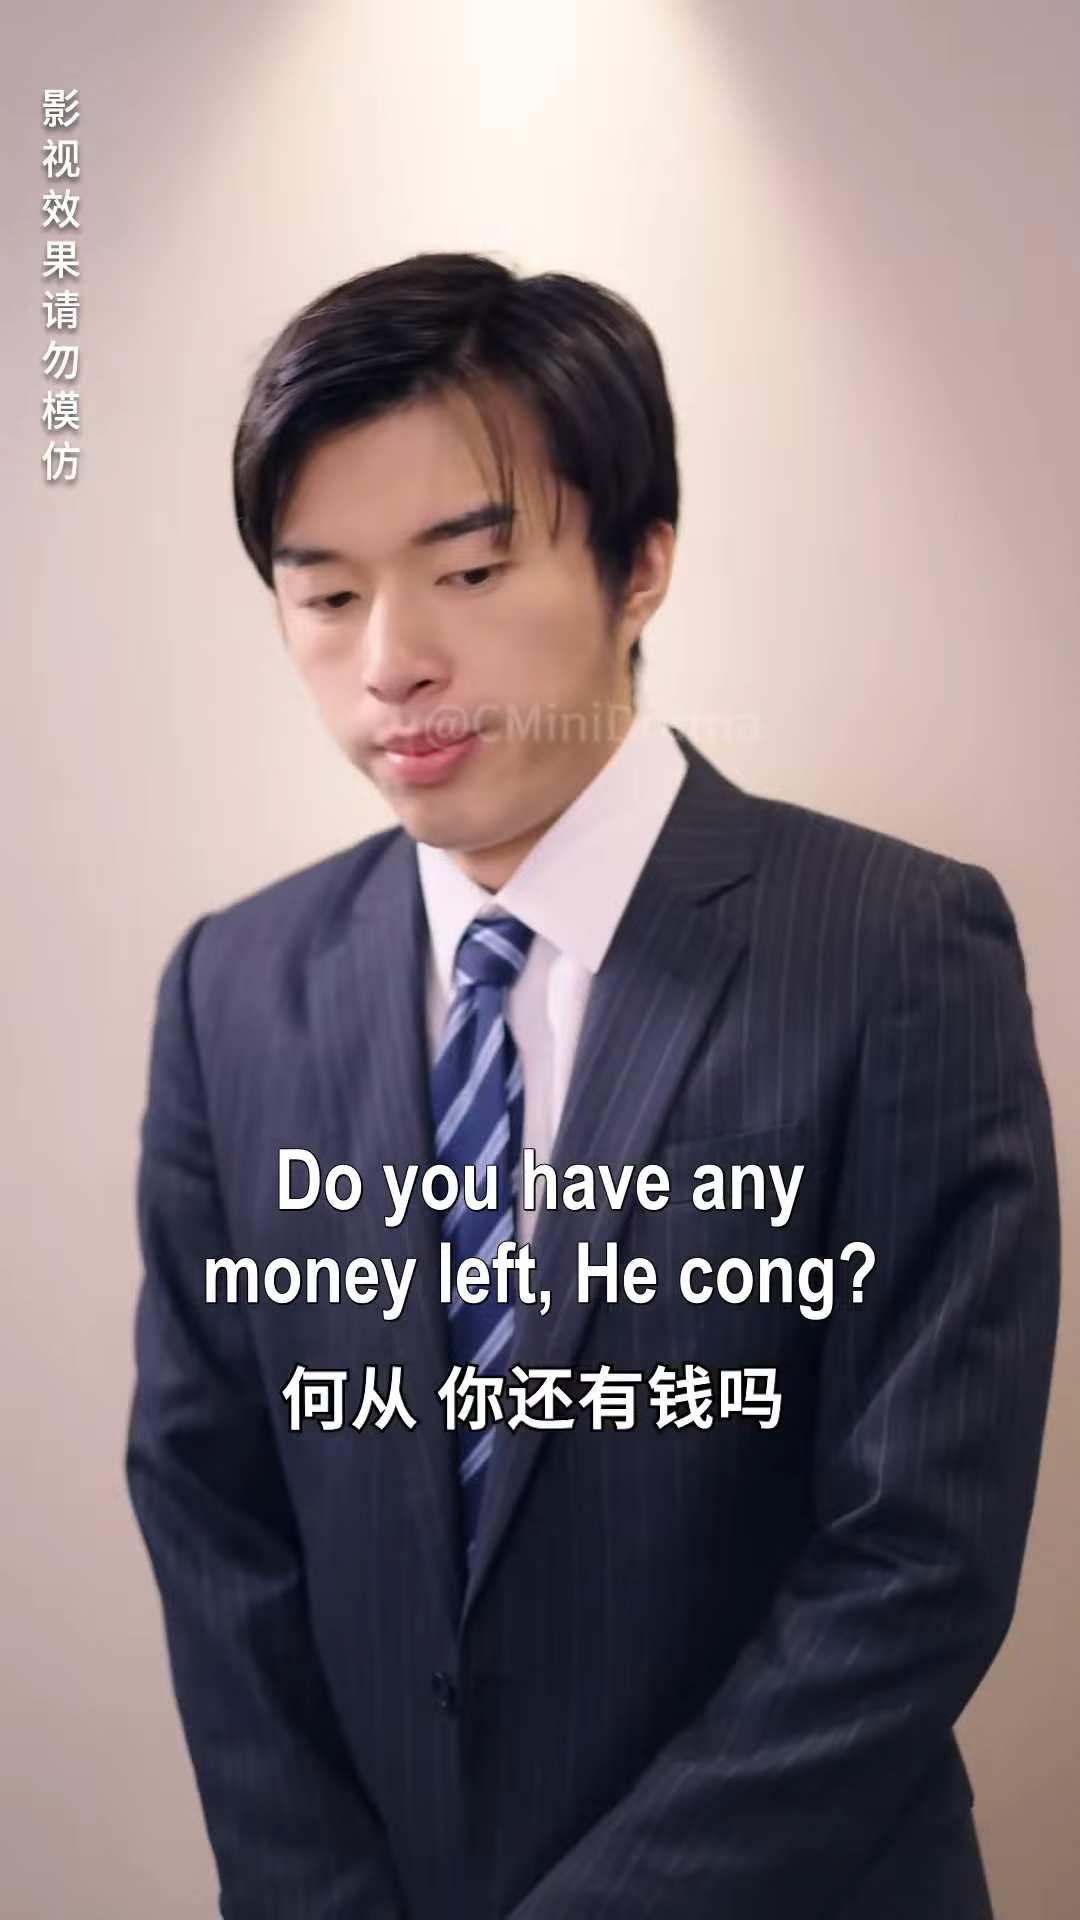 影视效果请勿模仿
@CMiniDrama
Do you have any
money left, He cong?
何从 你还有钱吗